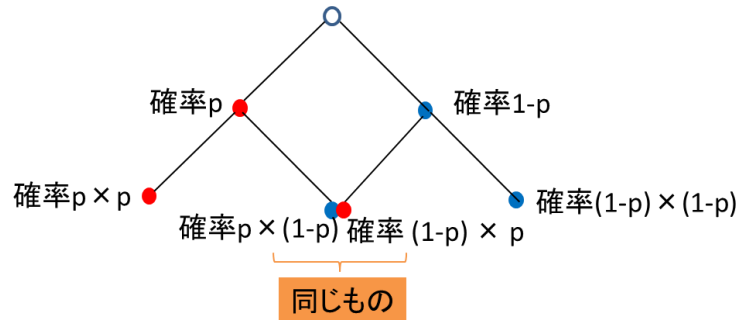 確率p
確率1-p
確率p×p
確率p×(1-p)
確率(1-p) × p
確率(1-p)×(1-p)
同じもの